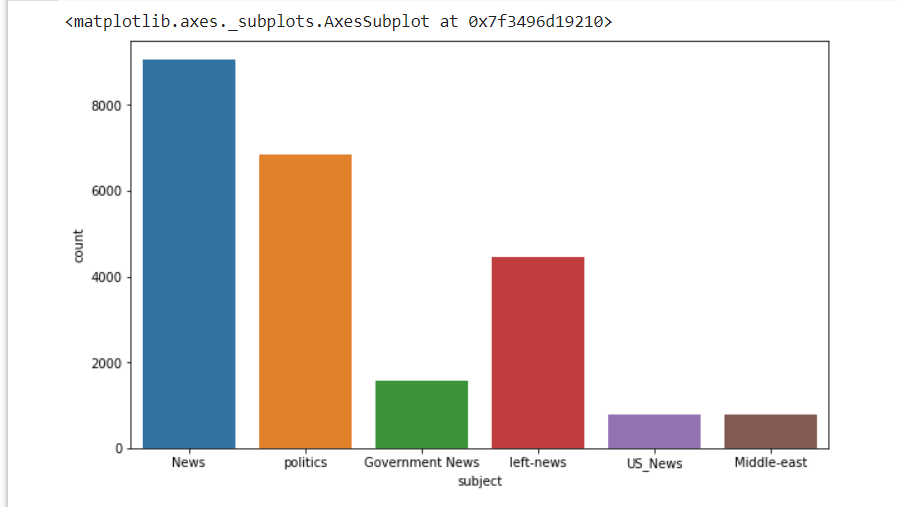 <matplotlib.axes._subplots.AxesSubplot at 0x7f3496d19210>
8000
6000
4000
2000
0
count
News politics Government News left-news US_News Middle-east
subject